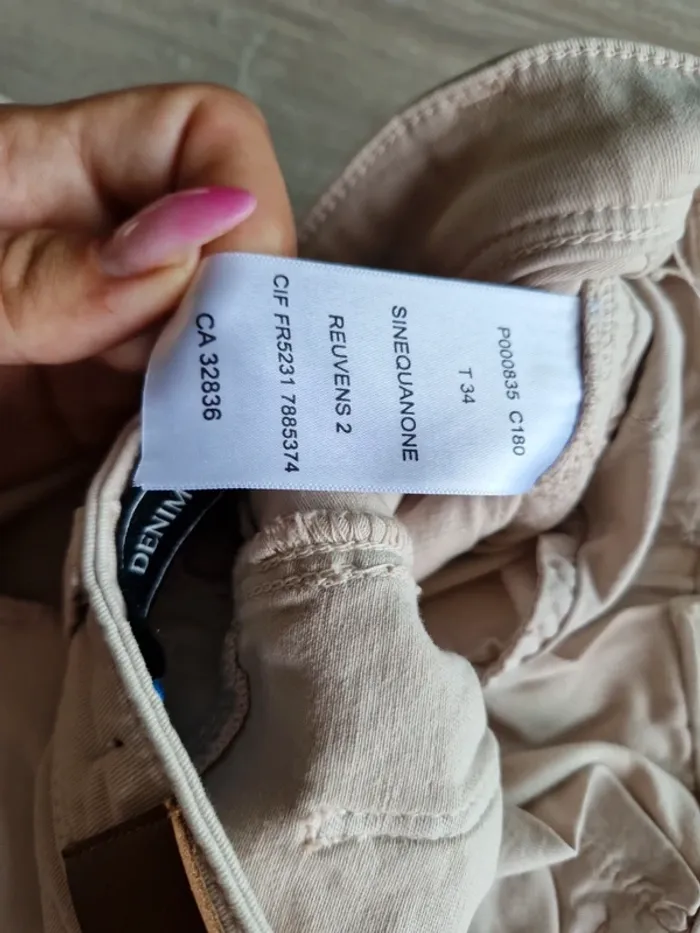 P000835 C180
T 34
SINEQUANONE
REUVENS 2
CIF FR5231 7885374
CA 32836
DENIM